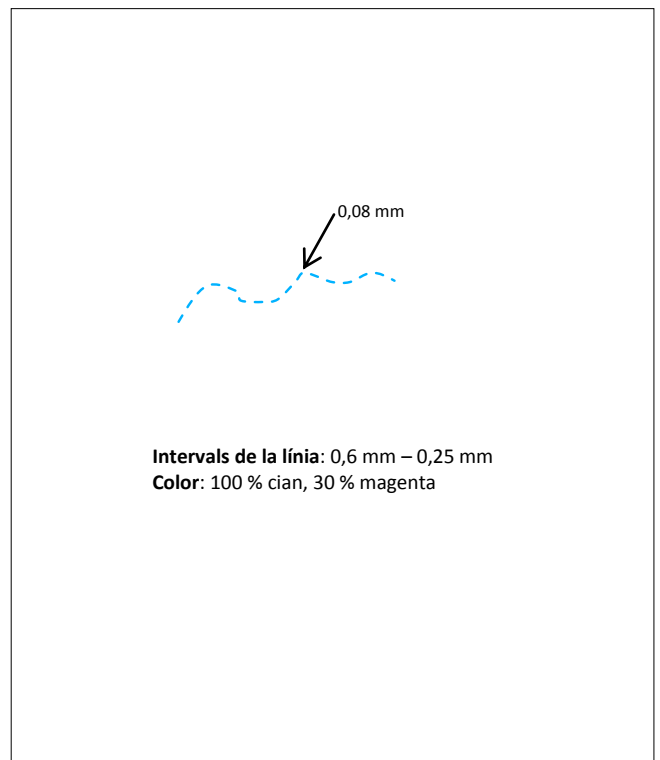 0,08 mm
Intervals de la línia: 0,6 mm – 0,25 mm
Color: 100 % cian, 30 % magenta